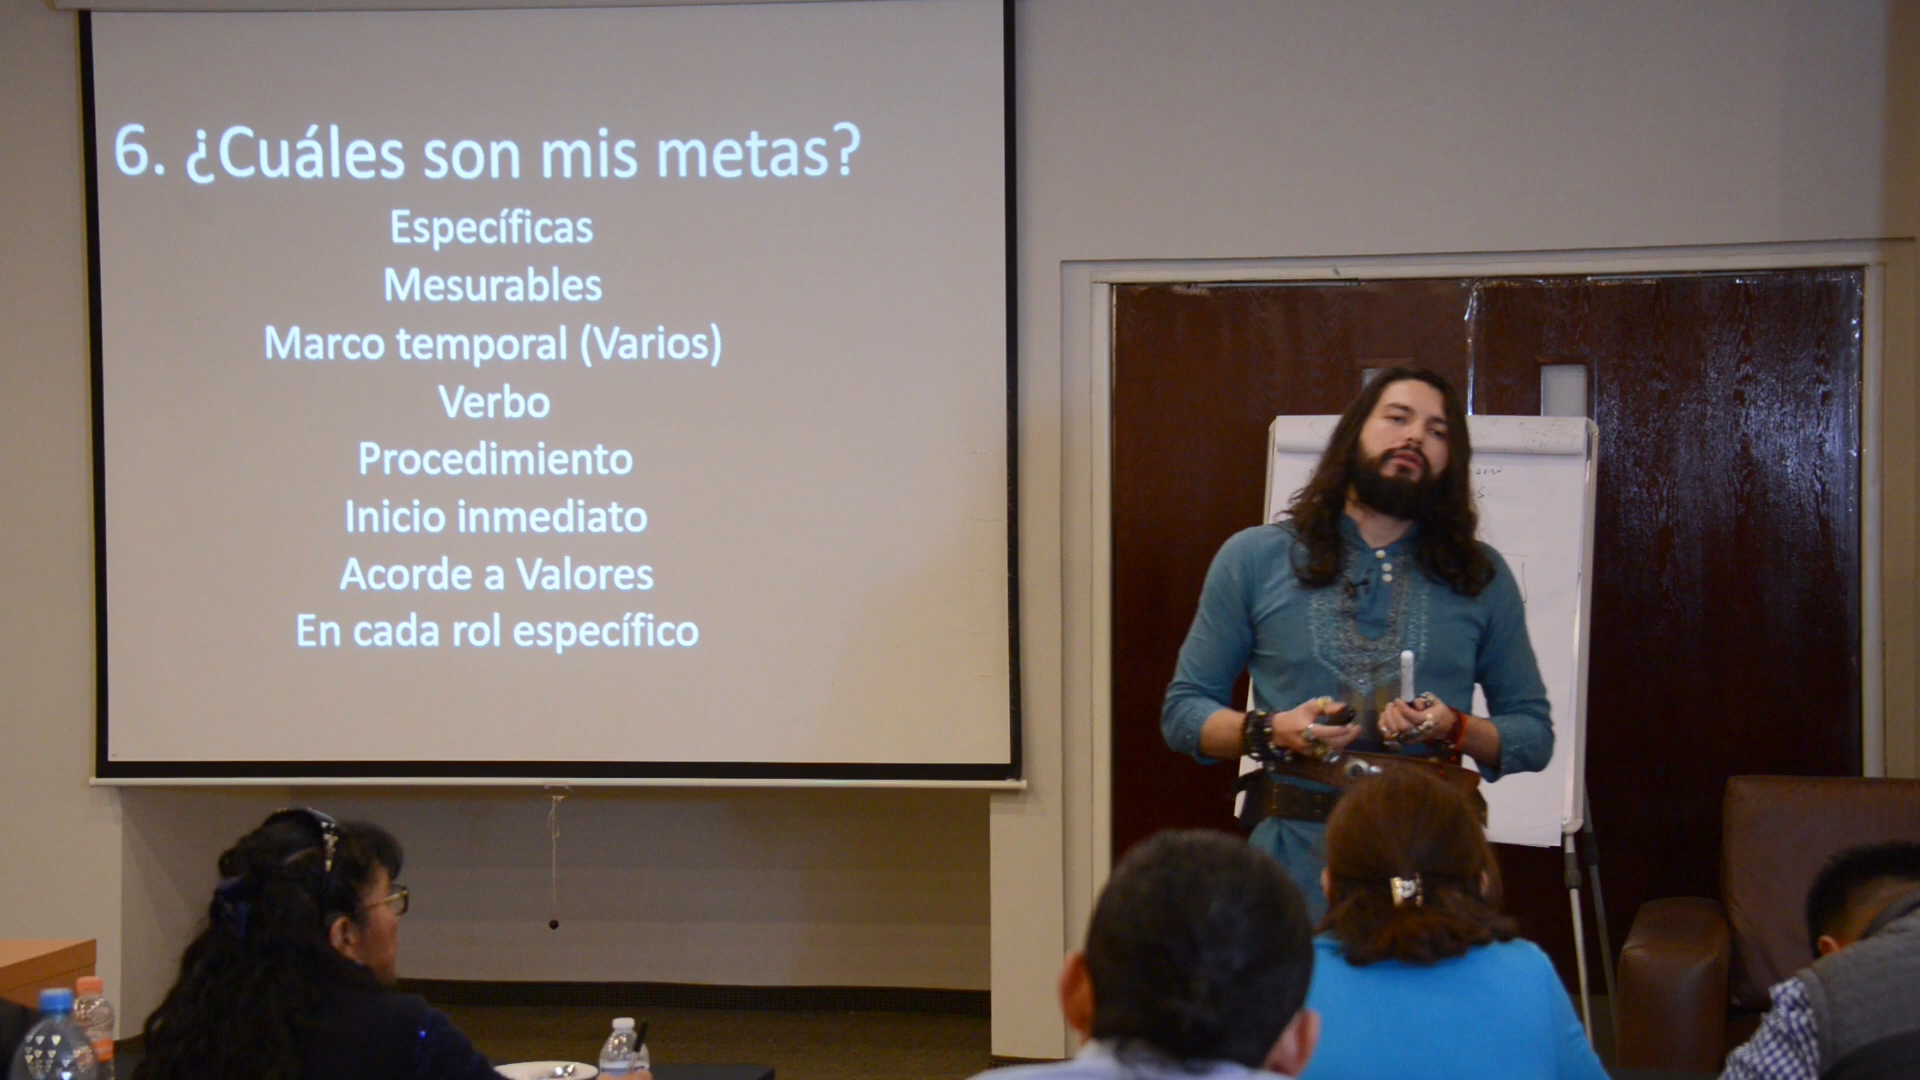 6. ¿Cuáles son mis metas?
Específicas
Mesurables
Marco temporal (Varios)
Verbo
Procedimiento
Inicio inmediato
Acorde a Valores
En cada rol específico